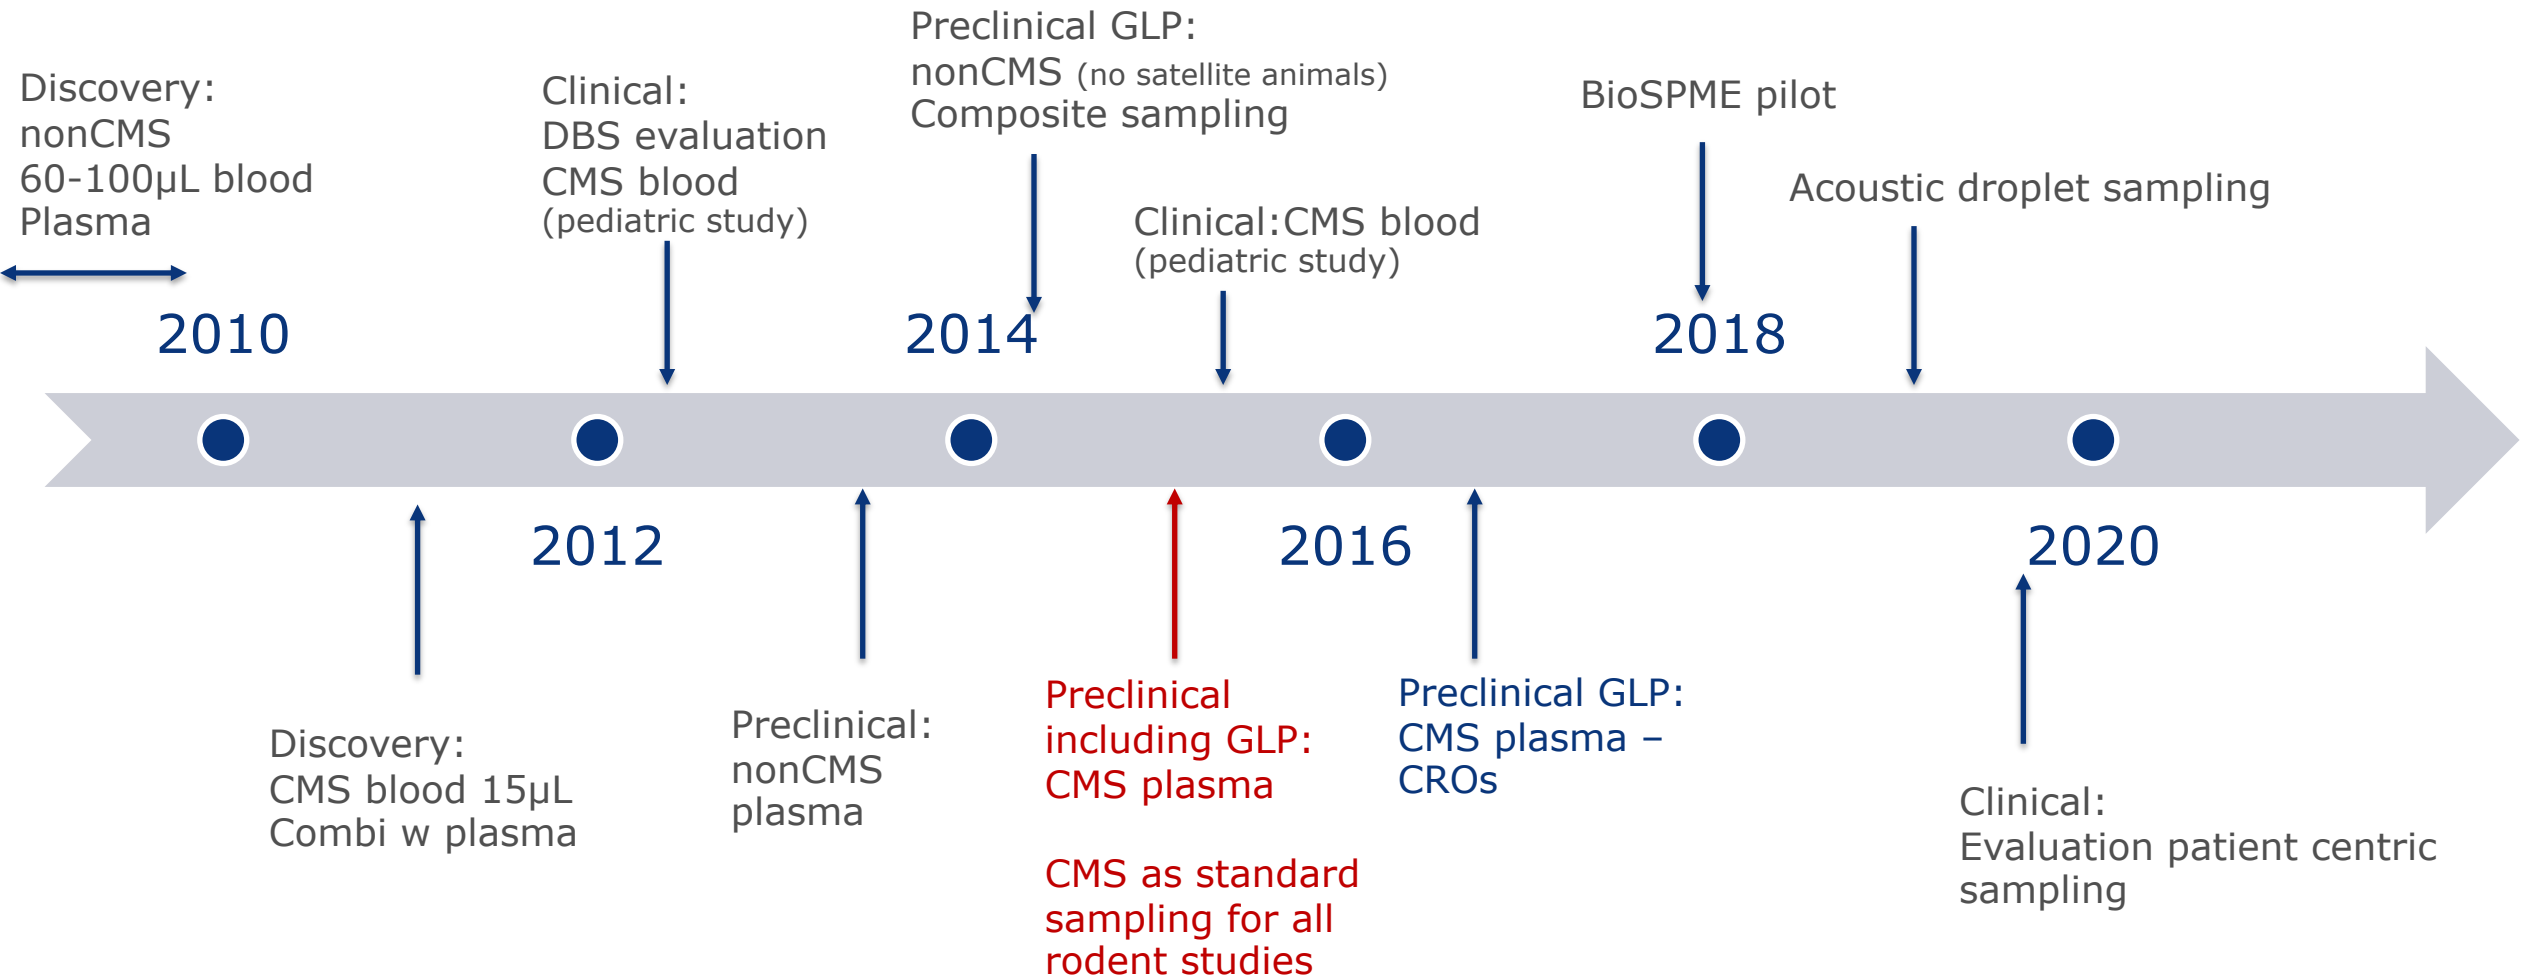 Discovery:
nonCMS
60-100µL blood
Plasma
Clinical:
DBS evaluation
CMS blood
(pediatric study)
Preclinical GLP:
nonCMS (no satellite animals)
Composite sampling
Clinical:CMS blood
(pediatric study)
BioSPME pilot
Acoustic droplet sampling
2010
2014
2018
2012
2016
2020
Discovery:
CMS blood 15µL
Combi w plasma
Preclinical:
nonCMS
plasma
Preclinical
including GLP:
CMS plasma
CMS as standard
sampling for all
rodent studies
Preclinical GLP:
CMS plasma –
CROs
Clinical:
Evaluation patient centric
sampling